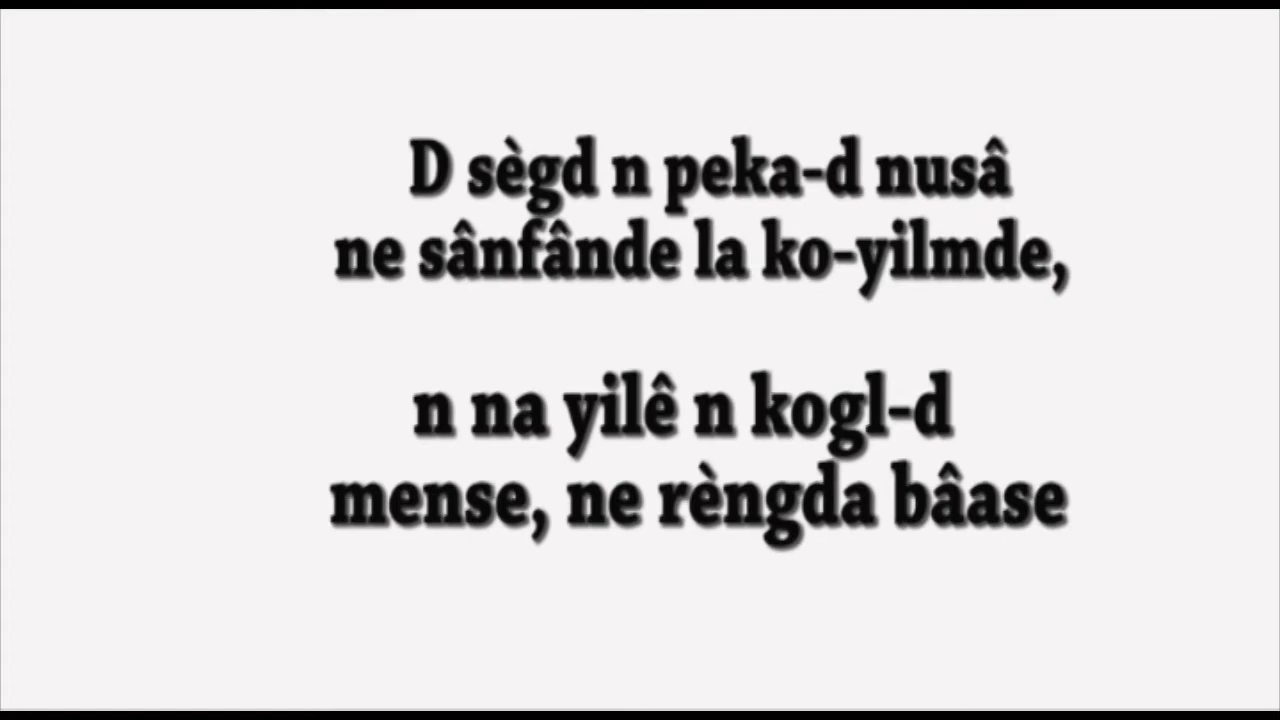 D sègd n peka-d nusâ
ne sânfânde la ko-yilmde,
n na yilê n kogl-d
mense, ne rèngda bâase